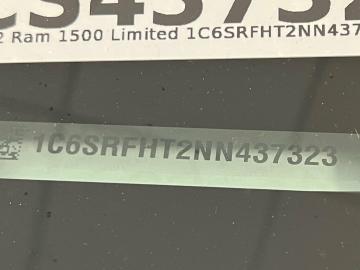 2 Ram 1500 Limited 1C6SRFHT2NN437
1C6SRFHT2NN437323